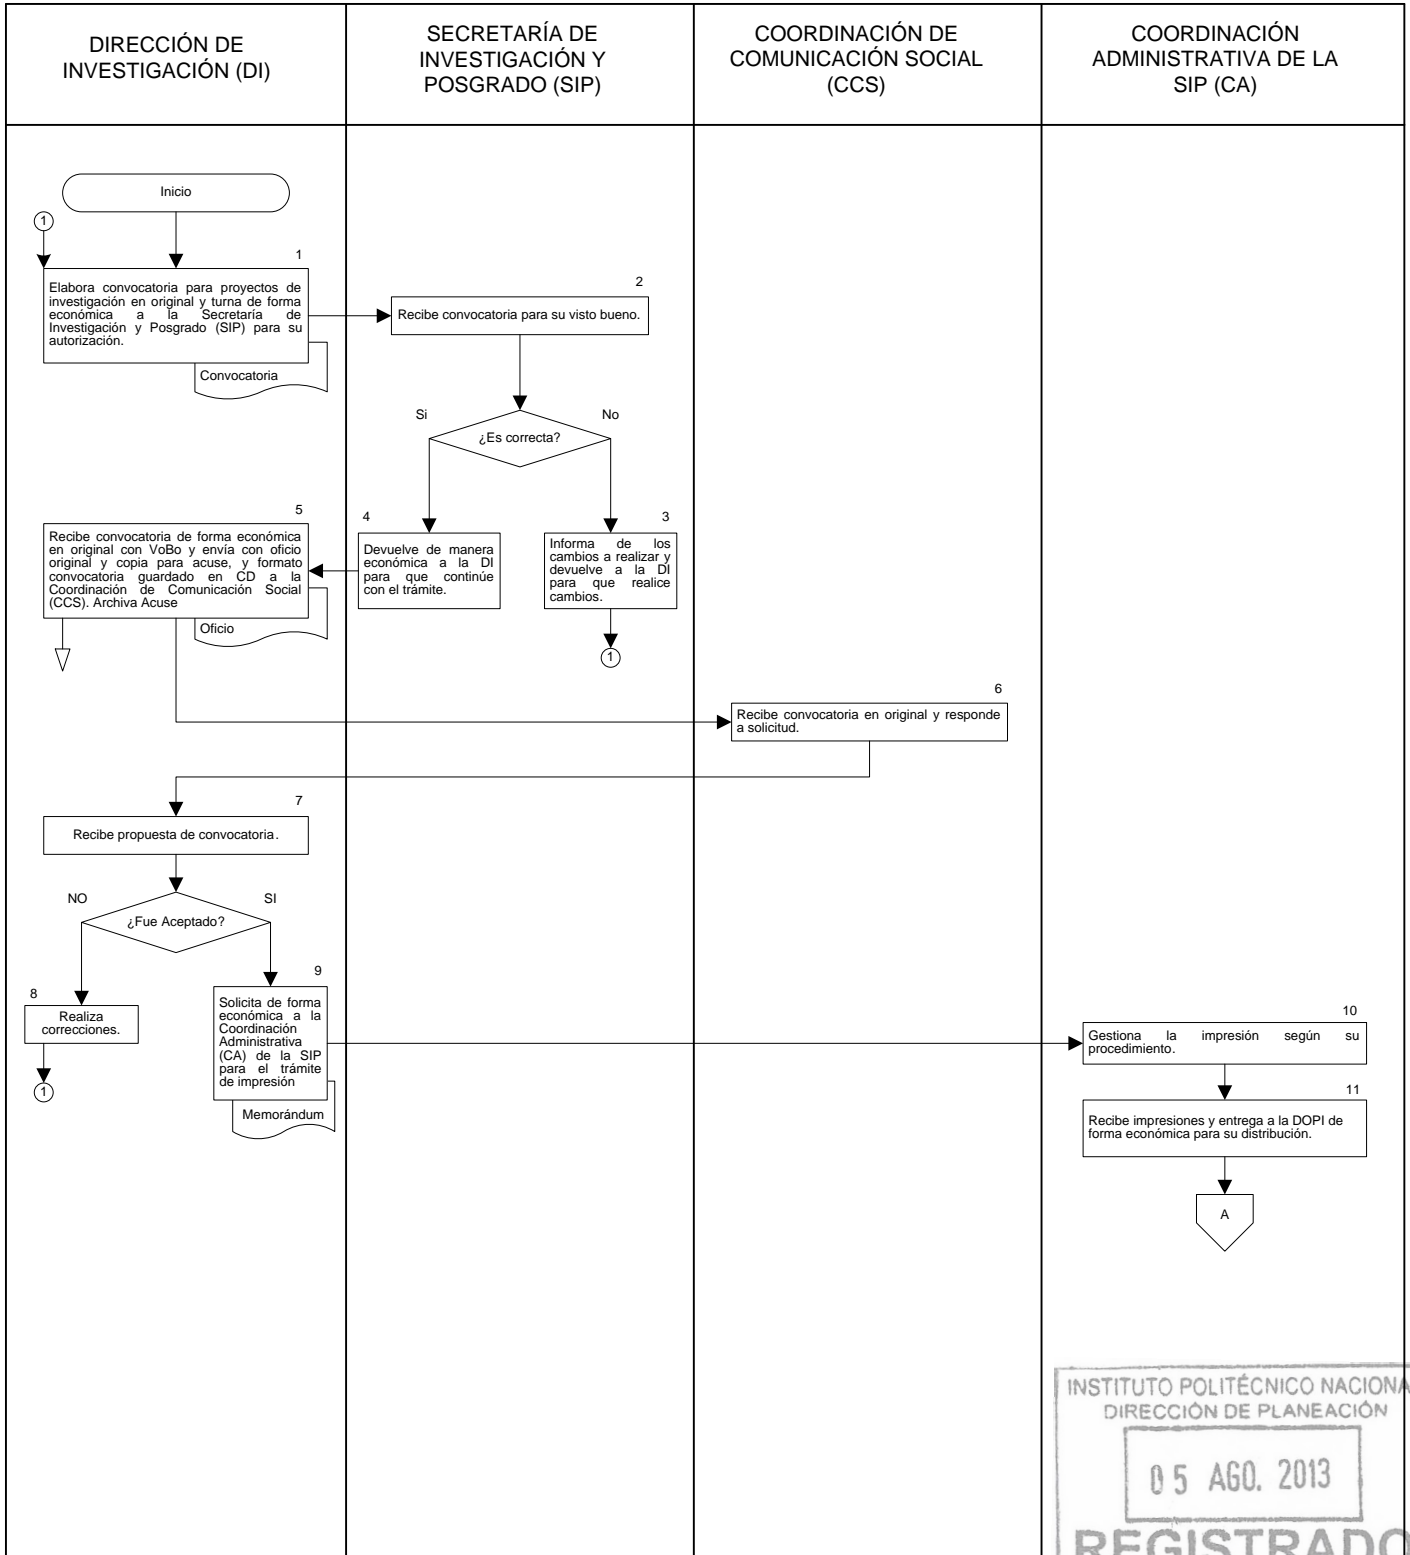 DIRECCIÓN DE
INVESTIGACIÓN (DI)
SECRETARÍA DE
INVESTIGACIÓN Y
POSGRADO (SIP)
COORDINACIÓN DE
COMUNICACIÓN SOCIAL
(CCS)
COORDINACIÓN
ADMINISTRATIVA DE LA
SIP (CA)
Inicio
1
1
Elabora convocatoria para proyectos de
investigación en original y turna de forma
económica a la Secretaría de
Investigación y Posgrado (SIP) para su
autorización.
Convocatoria
2
Recibe convocatoria para su visto bueno.
Si
No
¿Es correcta?
5
Recibe convocatoria de forma económica
en original con VoBo y envía con oficio
original y copia para acuse, y formato
convocatoria guardado en CD a la
Coordinación de Comunicación Social
(CCS). Archiva Acuse
Oficio
4
Devuelve de manera
económica a la DI
para que continúe
con el trámite.
3
Informa de los
cambios a realizar y
devuelve a la DI
para que realice
cambios.
1
6
Recibe convocatoria en original y responde
a solicitud.
7
Recibe propuesta de convocatoria.
NO
SI
¿Fue Aceptado?
8
Realiza
correcciones.
1
9
Solicita de forma
económica a la
Coordinación
Administrativa
(CA) de la SIP
para el trámite
de impresión
Memorándum
10
Gestiona la impresión según su
procedimiento.
11
Recibe impresiones y entrega a la DOPI de
forma económica para su distribución.
A
INSTITUTO POLITÉCNICO NACIONA
DIRECCIÓN DE PLANEACIÓN
05 AGO. 2013
REGISTRADO